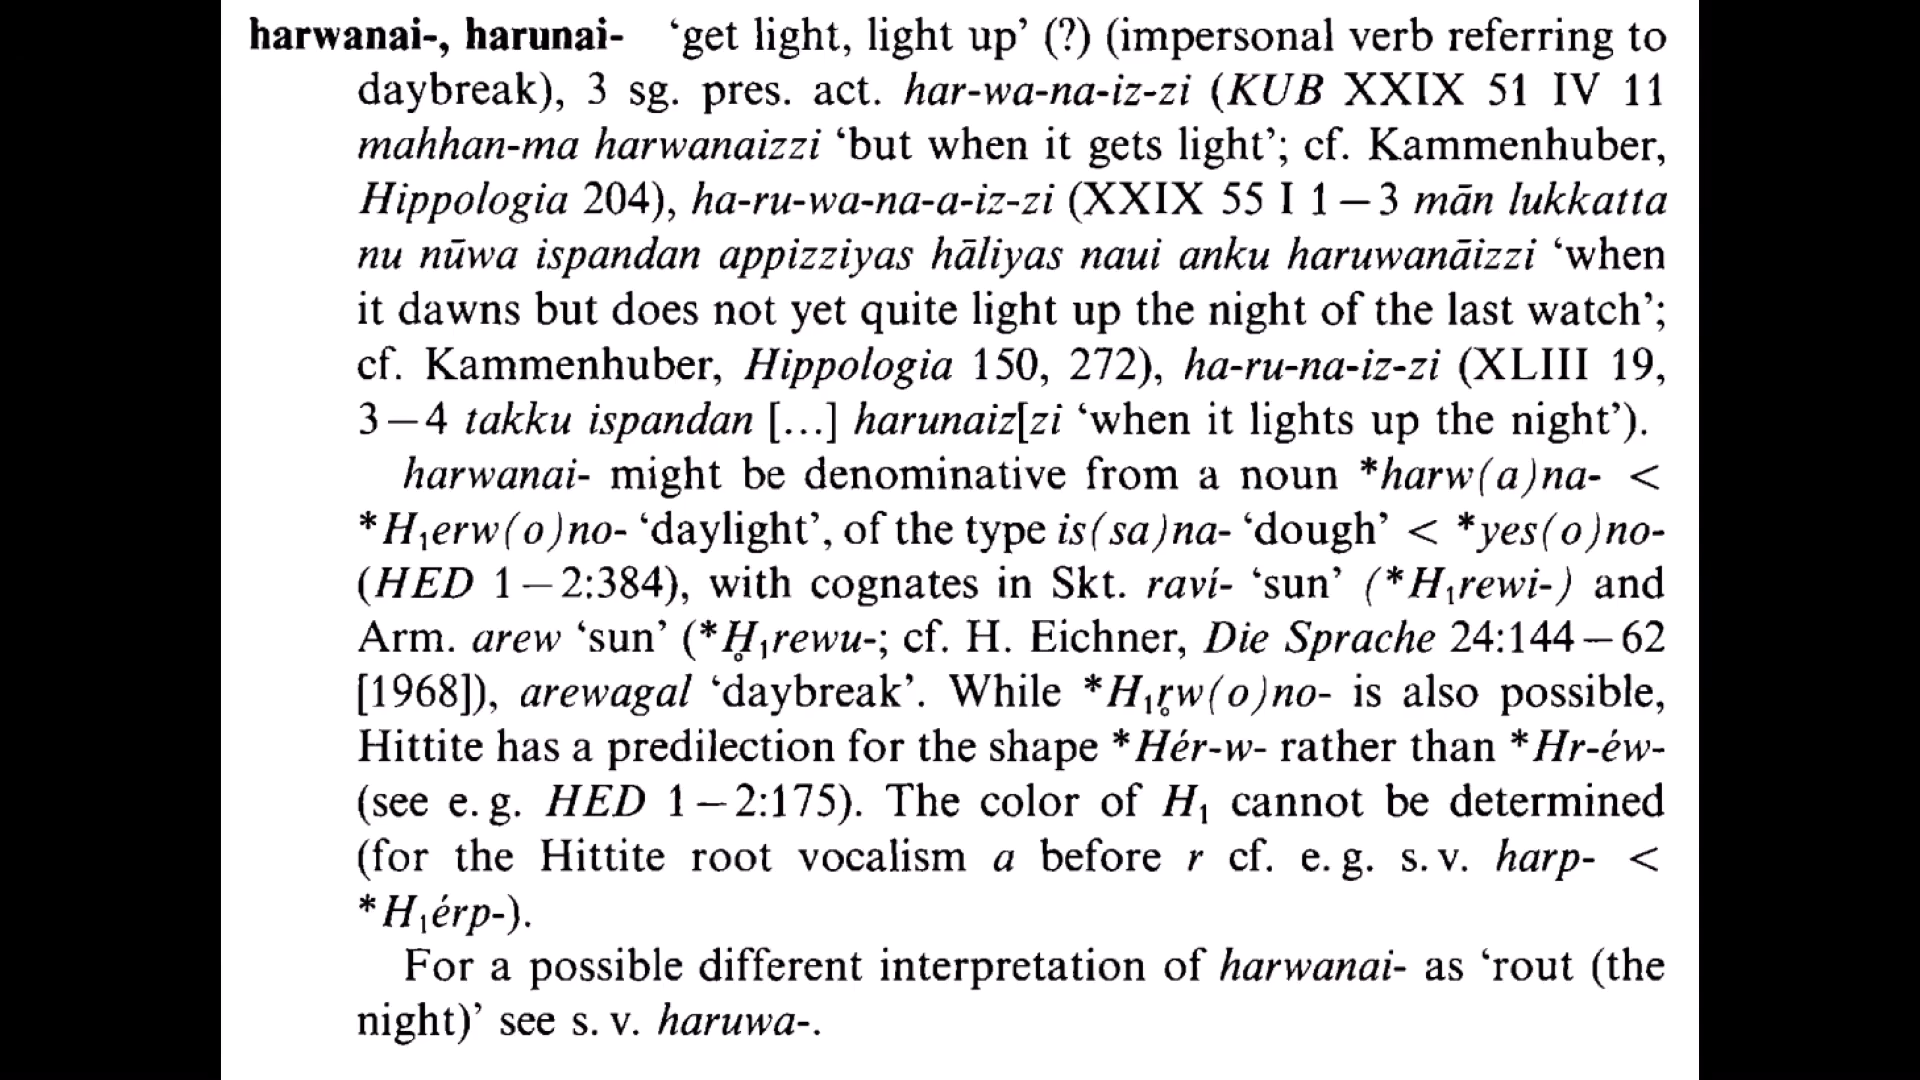 harwanai-, harunai- ‘get light, light up’ (?) (impersonal verb referring to
daybreak), 3 sg. pres. act. har-wa-na-iz-zi (KUB XXIX 51 IV 11
mahhan-ma harwanaizzi ‘but when it gets light’; cf. Kammenhuber,
Hippologia 204), ha-ru-wa-na-a-iz-zi (XXIX 55 I 1—3 mān lukkatta
nu nūwa ispandan appizziyas hāliyas naui anku haruwanāizzi ‘when
it dawns but does not yet quite light up the night of the last watch’;
cf. Kammenhuber, Hippologia 150, 272), ha-ru-na-iz-zi (XLIII 19,
3—4 takku ispandan [...] harunaiz[zi ‘when it lights up the night’).
harwanai- might be denominative from a noun *harw(a)na- <
*H₁erw(o)no- ‘daylight’, of the type is(sa)na- ‘dough’ < *yes(o)no-
(HED 1—2:384), with cognates in Skt. raví- ‘sun’ (*H₁rewi-) and
Arm. arew ‘sun’ (*H̥₁rewu-; cf. H. Eichner, Die Sprache 24:144—62
[1968]), arewagal ‘daybreak’. While *H₁r̥w(o)no- is also possible,
Hittite has a predilection for the shape *Hér-w- rather than *Hr-éw-
(see e. g. HED 1—2:175). The color of H₁ cannot be determined
(for the Hittite root vocalism a before r cf. e. g. s. v. harp- <
*H₁érp-).
For a possible different interpretation of harwanai- as ‘rout (the
night)’ see s. v. haruwa-.